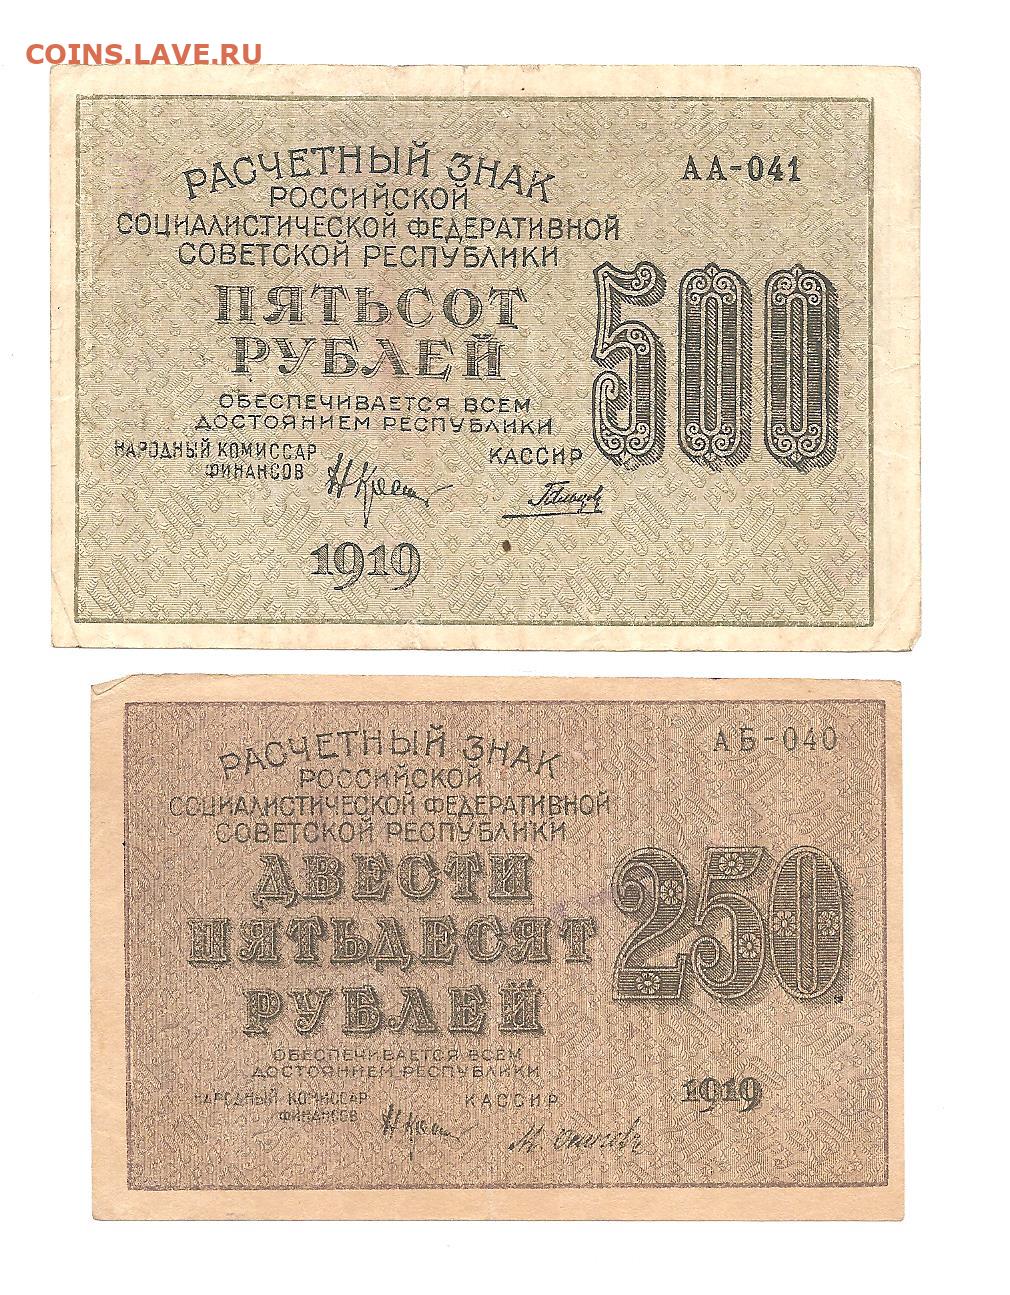 COINS.LAVE.RU
РАСЧЕТНЫЙ ЗНАК
АА-041
РОССИЙСКОЙ
СОЦИАЛИСТИЧЕСКОЙ ФЕДЕРАТИВНОЙ
СОВЕТСКОЙ РЕСПУБЛИКИ
ПЯТЬСОТ
РУБЛЕЙ
500
ОБЕСПЕЧИВАЕТСЯ ВСЕМ
ДОСТОЯНИЕМ РЕСПУБЛИКИ
НАРОДНЫЙ КОМИССАР
ФИНАНСОВ
КАССИР
1919
РАСЧЕТНЫЙ ЗНАК
АБ-040
РОССИЙСКОЙ
СОЦИАЛИСТИЧЕСКОЙ ФЕДЕРАТИВНОЙ
СОВЕТСКОЙ РЕСПУБЛИКИ
ДВЕСТИ
ПЯТЬДЕСЯТ
РУБЛЕЙ
250
ОБЕСПЕЧИВАЕТСЯ ВСЕМ
ДОСТОЯНИЕМ РЕСПУБЛИКИ
НАРОДНЫЙ КОМИССАР
ФИНАНСОВ
КАССИР
1919